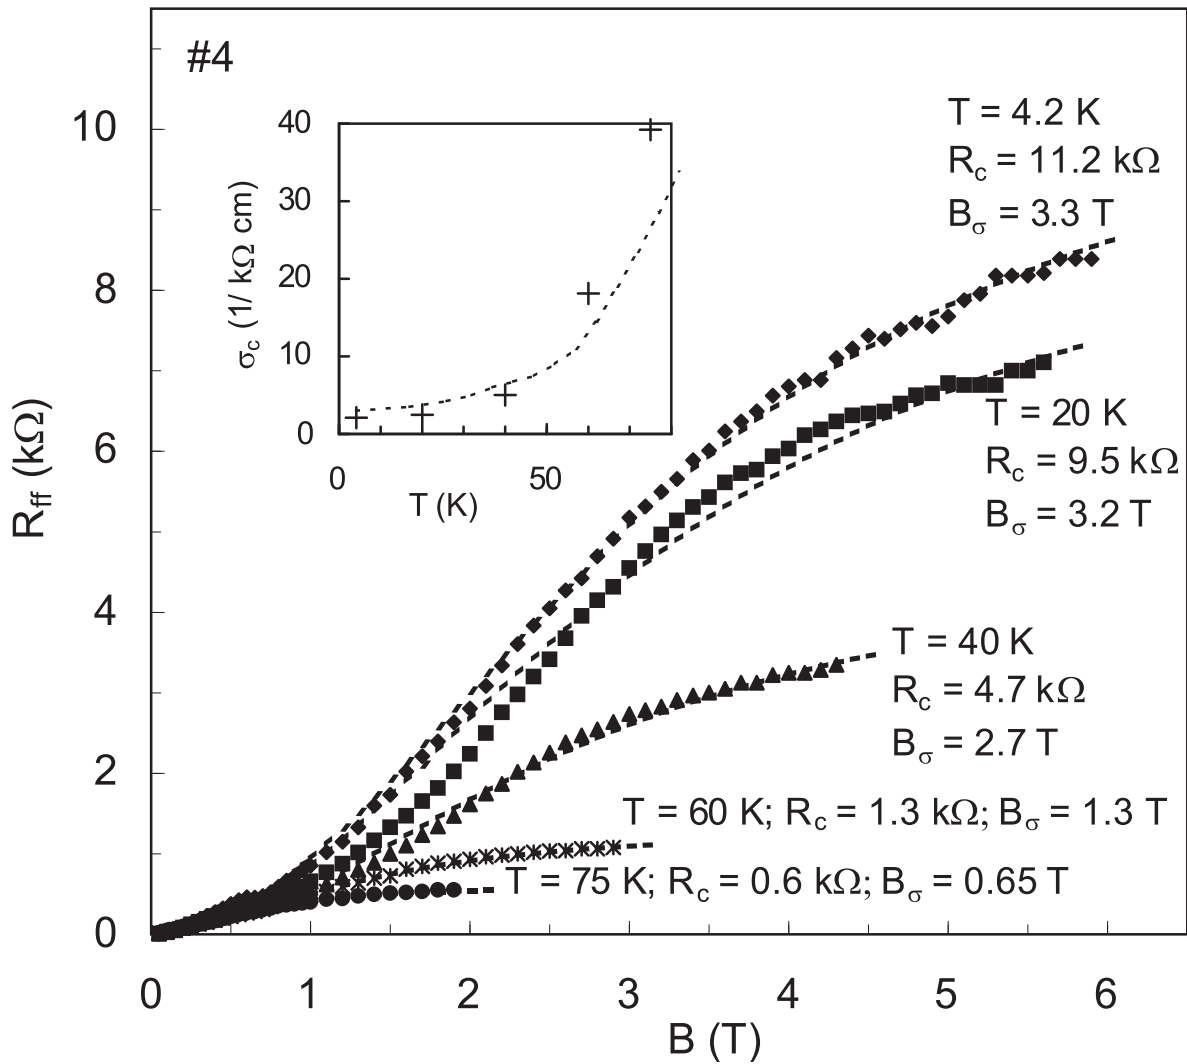 #4
10
8
6
4
2
0
R_ff (kΩ)
0
1
2
3
4
5
6
B (T)
40
30
20
10
0
σ_c (1/ kΩ cm)
0
50
T (K)
T = 4.2 K
R_c = 11.2 kΩ
B_σ = 3.3 T
T = 20 K
R_c = 9.5 kΩ
B_σ = 3.2 T
T = 40 K
R_c = 4.7 kΩ
B_σ = 2.7 T
T = 60 K; R_c = 1.3 kΩ; B_σ = 1.3 T
T = 75 K; R_c = 0.6 kΩ; B_σ = 0.65 T